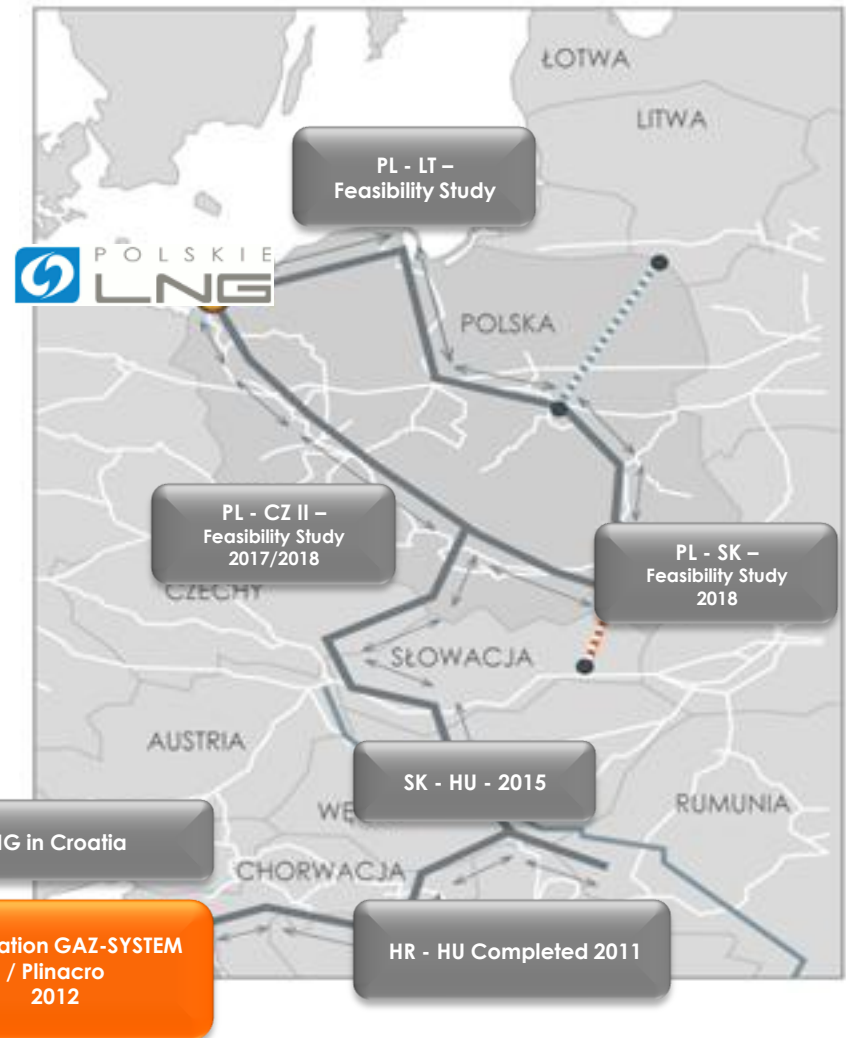 ŁOTWA
LITWA
PL - LT –
Feasibility Study
POLSKIE
LNG
POLSKA
PL - CZ II –
Feasibility Study
2017/2018
PL - SK –
Feasibility Study
2018
CZECHY
SŁOWACJA
AUSTRIA
SK - HU - 2015
RUMUNIA
in Croatia
CHORWACJA
GAZ-SYSTEM
/ Plinacro
2012
HR - HU Completed 2011